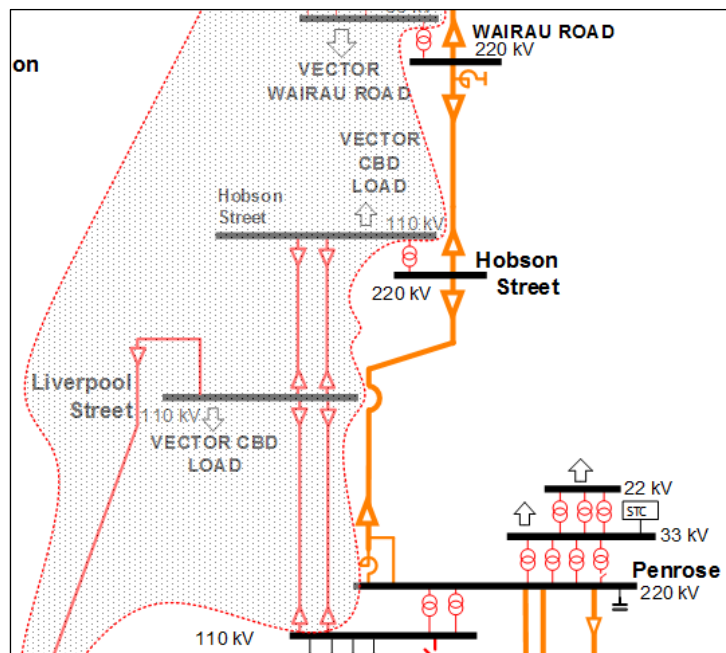 WAIRAU ROAD
220 kV
on
VECTOR
WAIRAU ROAD
VECTOR
CBD
LOAD
Hobson
Street
110 kV
Hobson
Street
220 kV
Liverpool
Street
110 kV
VECTOR CBD
LOAD
22 kV
STC
33 kV
Penrose
220 kV
110 kV